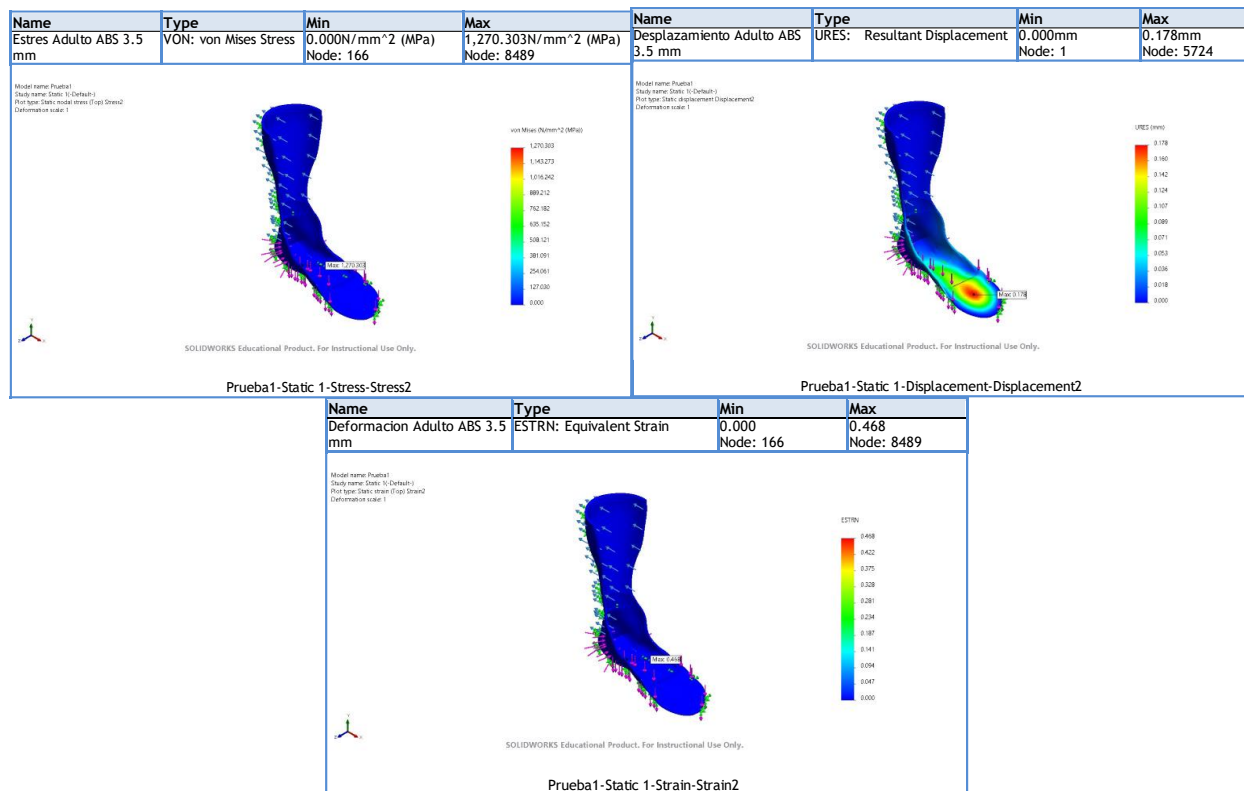 Name Type Min Max
Estres Adulto ABS 3.5 VON: von Mises Stress 0.000N/mm^2 (MPa) 1,270.303N/mm^2 (MPa)
mm Node: 166 Node: 8489
Model name: Prueba1
Study name: Static 1(-Default-)
Plot type: Static nodal stress (Top) Stress2
Deformation scale: 1
von Mises (N/mm^2 (MPa))
1,270.303
1,143.273
1,016.242
889.212
762.182
635.152
508.121
381.091
254.061
127.030
0.000
Max: 1,270.303
Y
Z X
SOLIDWORKS Educational Product. For Instructional Use Only.
Prueba1-Static 1-Stress-Stress2
Name Type Min Max
Desplazamiento Adulto ABS URES: Resultant Displacement 0.000mm 0.178mm
3.5 mm Node: 1 Node: 5724
Model name: Prueba1
Study name: Static 1(-Default-)
Plot type: Static displacement Displacement2
Deformation scale: 1
URES (mm)
0.178
0.160
0.142
0.124
0.107
0.089
0.071
0.053
0.036
0.018
0.000
Max: 0.178
Y
Z X
SOLIDWORKS Educational Product. For Instructional Use Only.
Prueba1-Static 1-Displacement-Displacement2
Name Type Min Max
Deformacion Adulto ABS 3.5 ESTRN: Equivalent Strain 0.000 0.468
mm Node: 166 Node: 8489
Model name: Prueba1
Study name: Static 1(-Default-)
Plot type: Static strain (Top) Strain2
Deformation scale: 1
ESTRN
0.468
0.422
0.375
0.328
0.281
0.234
0.187
0.141
0.094
0.047
0.000
Max: 0.468
Y
Z X
SOLIDWORKS Educational Product. For Instructional Use Only.
Prueba1-Static 1-Strain-Strain2